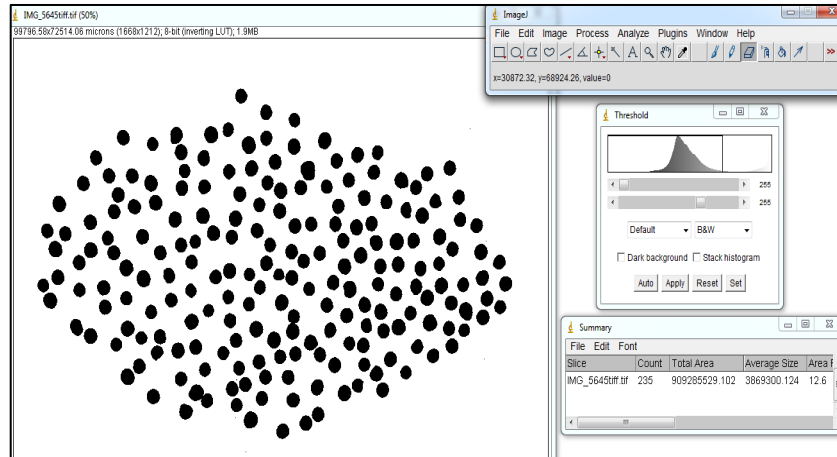 IMG_5645tiff.tif (50%)
99796.58x72514.06 microns (1668x1212); 8-bit (inverting LUT); 1.9MB
ImageJ
File Edit Image Process Analyze Plugins Window Help
x=30872.32, y=68924.26, value=0
Threshold
255
255
Default B&W
Dark background Stack histogram
Auto Apply Reset Set
Summary
File Edit Font
Slice Count Total Area Average Size Area F
IMG_5645tiff.tif 235 909285529.102 3869300.124 12.6